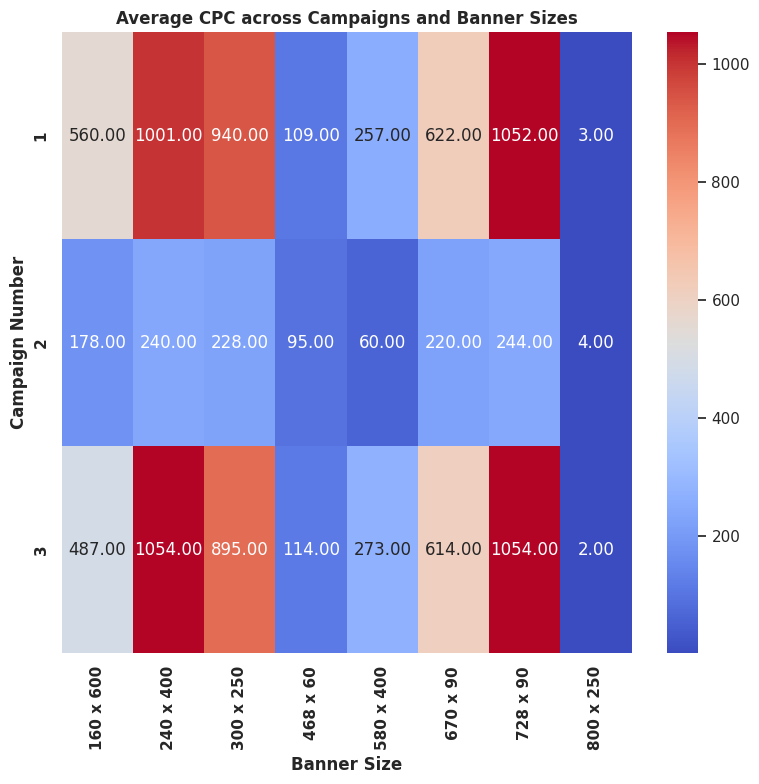 Average CPC across Campaigns and Banner Sizes
Campaign Number
1
560.00 1001.00 940.00 109.00 257.00 622.00 1052.00 3.00
2
178.00 240.00 228.00 95.00 60.00 220.00 244.00 4.00
3
487.00 1054.00 895.00 114.00 273.00 614.00 1054.00 2.00
160 x 600
240 x 400
300 x 250
468 x 60
580 x 400
670 x 90
728 x 90
800 x 250
Banner Size
1000
800
600
400
200